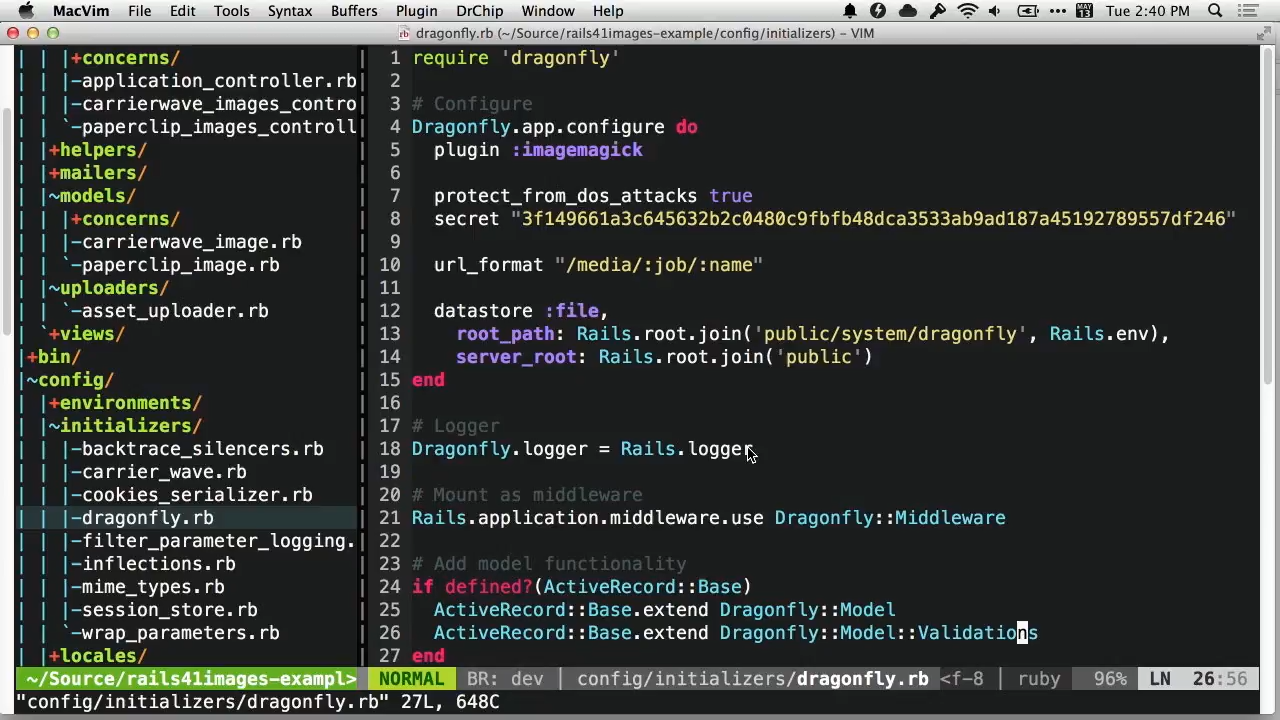 MacVim File Edit Tools Syntax Buffers Plugin DrChip Window Help MAY 13 Tue 2:40 PM
dragonfly.rb (~/Source/rails41images-example/config/initializers) – VIM
| | |+concerns/
| | |-application_controller.rb
| | |-carrierwave_images_contro
| | `-paperclip_images_controll
| |+helpers/
| |+mailers/
| |~models/
| | |+concerns/
| | |-carrierwave_image.rb
| | `-paperclip_image.rb
| |~uploaders/
| | `-asset_uploader.rb
| `+views/
|+bin/
|~config/
| |+environments/
| |~initializers/
| | |-backtrace_silencers.rb
| | |-carrier_wave.rb
| | |-cookies_serializer.rb
| | |-dragonfly.rb
| | |-filter_parameter_logging.
| | |-inflections.rb
| | |-mime_types.rb
| | |-session_store.rb
| | `-wrap_parameters.rb
| |+locales/
~/Source/rails41images-exampl>
1 require 'dragonfly'
2
3 # Configure
4 Dragonfly.app.configure do
5   plugin :imagemagick
6
7   protect_from_dos_attacks true
8   secret "3f149661a3c645632b2c0480c9fbfb48dca3533ab9ad187a45192789557df246"
9
10   url_format "/media/:job/:name"
11
12   datastore :file,
13     root_path: Rails.root.join('public/system/dragonfly', Rails.env),
14     server_root: Rails.root.join('public')
15 end
16
17 # Logger
18 Dragonfly.logger = Rails.logger
19
20 # Mount as middleware
21 Rails.application.middleware.use Dragonfly::Middleware
22
23 # Add model functionality
24 if defined?(ActiveRecord::Base)
25   ActiveRecord::Base.extend Dragonfly::Model
26   ActiveRecord::Base.extend Dragonfly::Model::Validations
27 end
NORMAL BR: dev | config/initializers/dragonfly.rb <f-8 | ruby 96% LN 26:56
"config/initializers/dragonfly.rb" 27L, 648C